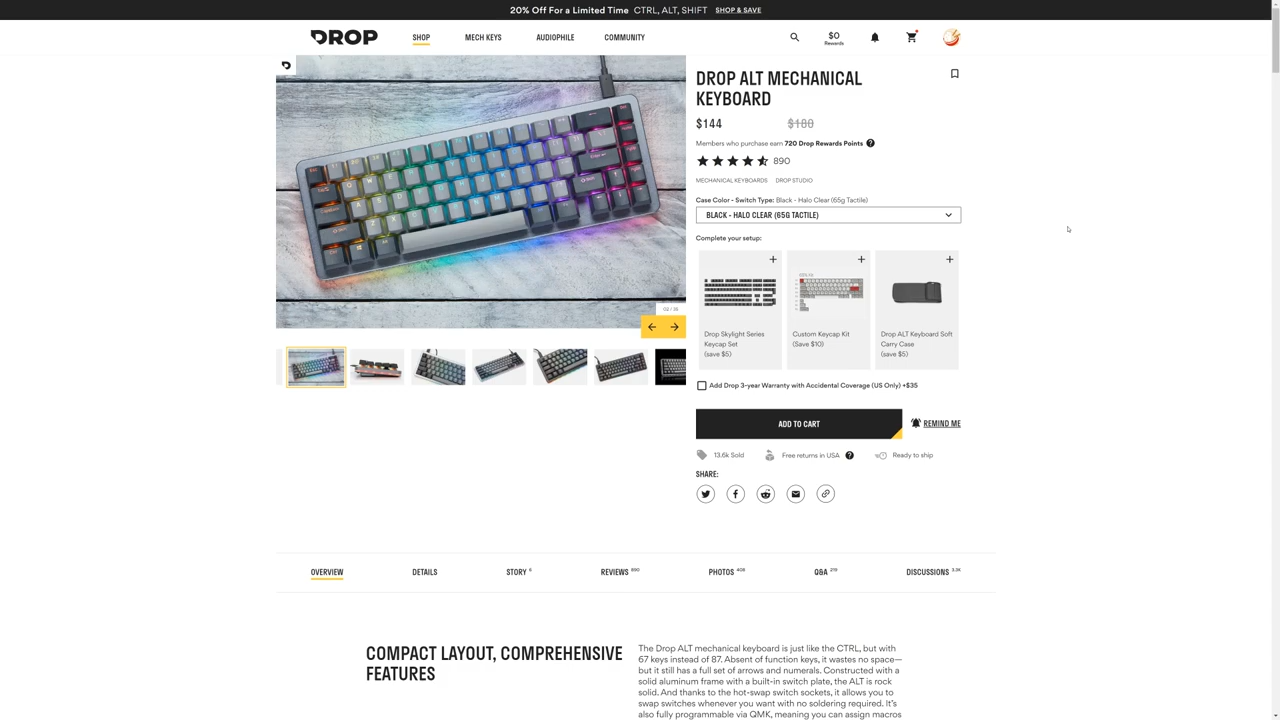 20% Off For a Limited Time CTRL, ALT, SHIFT SHOP & SAVE
DROP
SHOP
MECH KEYS
AUDIOPHILE
COMMUNITY
$0
Rewards
DROP ALT MECHANICAL
KEYBOARD
$144 $180
Members who purchase earn 720 Drop Rewards Points
890
MECHANICAL KEYBOARDS DROP STUDIO
Case Color - Switch Type: Black - Halo Clear (65g Tactile)
BLACK - HALO CLEAR (65G TACTILE)
Complete your setup:
Drop Skylight Series
Keycap Set
(save $5)
Custom Keycap Kit
(Save $10)
Drop ALT Keyboard Soft
Carry Case
(save $5)
Add Drop 3-year Warranty with Accidental Coverage (US Only) +$35
ADD TO CART
REMIND ME
13.6k Sold
Free returns in USA
Ready to ship
SHARE:
OVERVIEW
DETAILS
STORY
REVIEWS 890
PHOTOS 408
Q&A 219
DISCUSSIONS 3.3K
COMPACT LAYOUT, COMPREHENSIVE
FEATURES
The Drop ALT mechanical keyboard is just like the CTRL, but with
67 keys instead of 87. Absent of function keys, it wastes no space—
but it still has a full set of arrows and numerals. Constructed with a
solid aluminum frame with a built-in switch plate, the ALT is rock
solid. And thanks to the hot-swap switch sockets, it allows you to
swap switches whenever you want with no soldering required. It's
also fully programmable via QMK, meaning you can assign macros